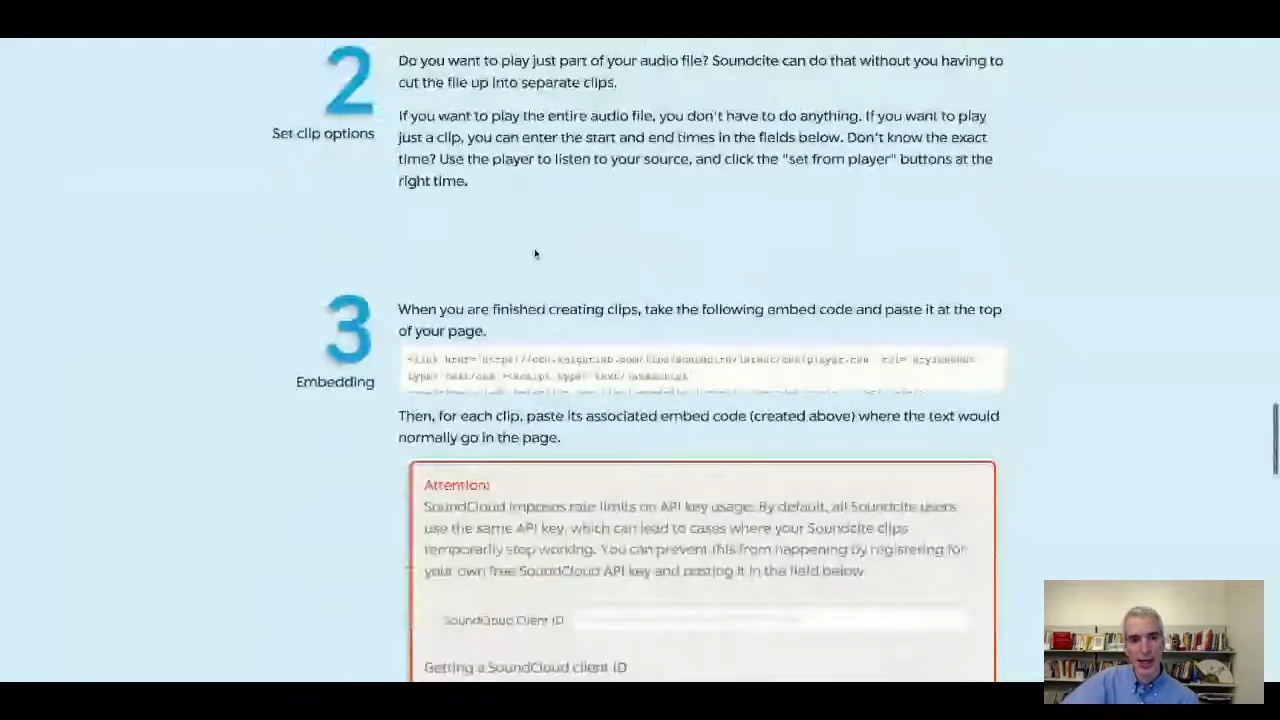 2
Set clip options
Do you want to play just part of your audio file? Soundcite can do that without you having to
cut the file up into separate clips.
If you want to play the entire audio file, you don't have to do anything. If you want to play
just a clip, you can enter the start and end times in the fields below. Don't know the exact
time? Use the player to listen to your source, and click the "set from player" buttons at the
right time.
3
Embedding
When you are finished creating clips, take the following embed code and paste it at the top
of your page.
Then, for each clip, paste its associated embed code (created above) where the text would
normally go in the page.
Attention:
SoundCloud imposes rate limits on API key usage. By default, all Soundcite users
use the same API key, which can lead to cases where your Soundcite clips
temporarily stop working. You can prevent this from happening by registering for
your own free SoundCloud API key and pasting it in the field below.
SoundCloud Client ID
Getting a SoundCloud client ID